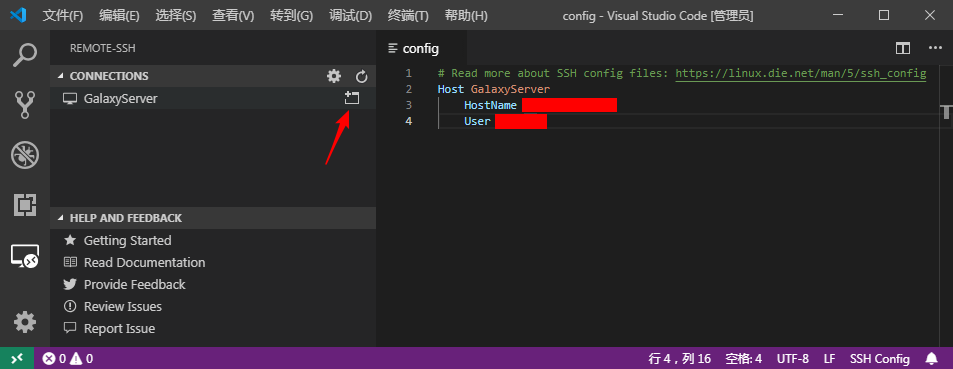 文件(F) 编辑(E) 选择(S) 查看(V) 转到(G) 调试(D) 终端(T) 帮助(H) config - Visual Studio Code [管理员]
REMOTE-SSH
CONNECTIONS
GalaxyServer
HELP AND FEEDBACK
Getting Started
Read Documentation
Provide Feedback
Review Issues
Report Issue
config
1 # Read more about SSH config files: https://linux.die.net/man/5/ssh_config
2 Host GalaxyServer
3 HostName
4 User
0 0 行 4，列 16 空格: 4 UTF-8 LF SSH Config